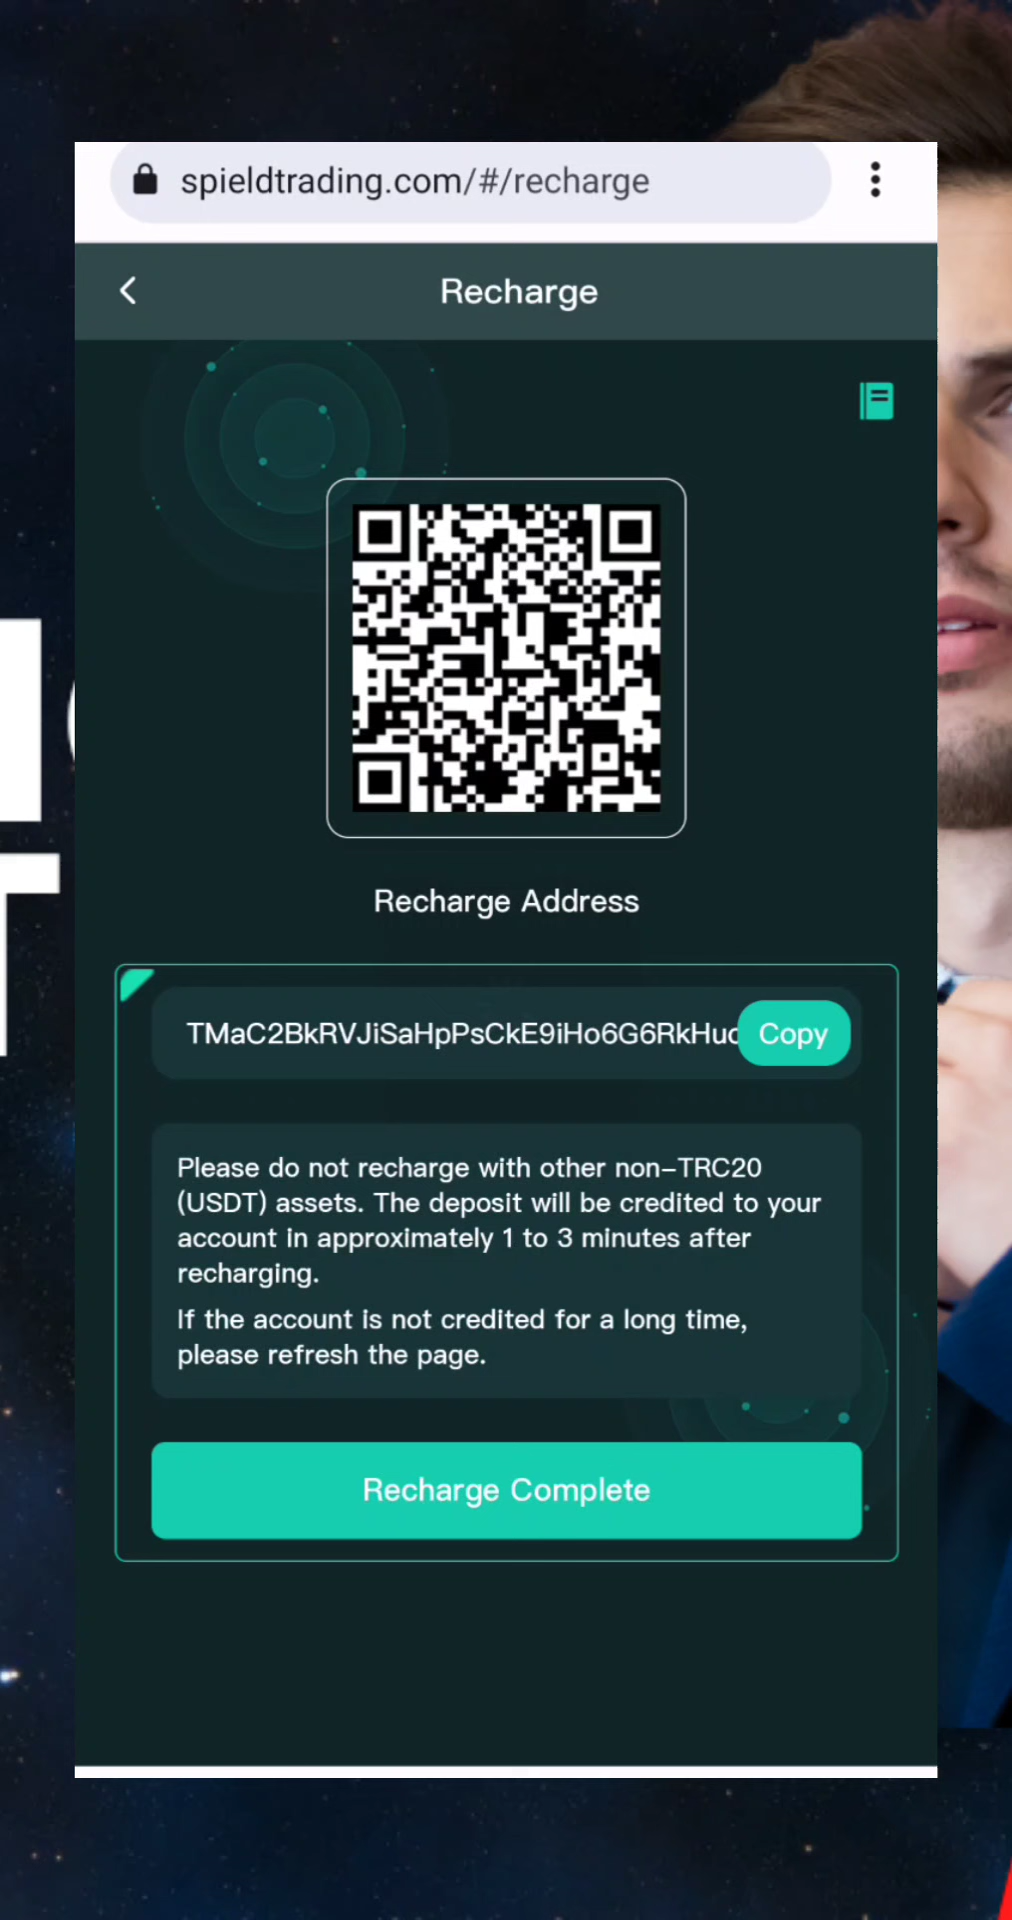 spieldtrading.com/#/recharge
Recharge
Recharge Address
TMaC2BkRVJiSaHpPsCkE9iHo6G6RkHuc
Copy
Please do not recharge with other non-TRC20
(USDT) assets. The deposit will be credited to your
account in approximately 1 to 3 minutes after
recharging.
If the account is not credited for a long time,
please refresh the page.
Recharge Complete